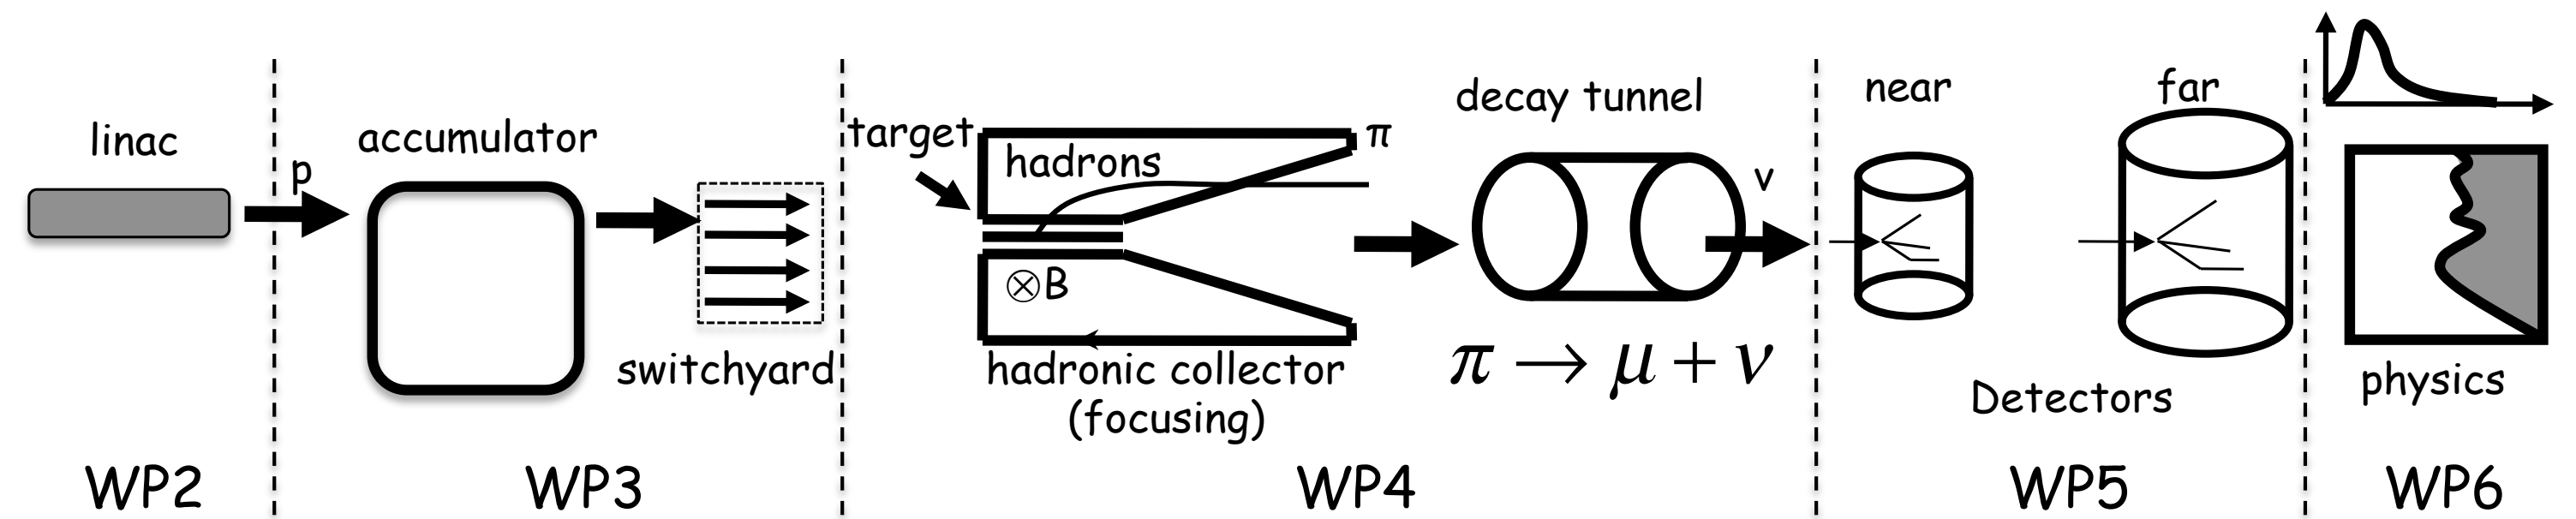 linac
p
accumulator
switchyard
target
hadrons
π
⊗B
hadronic collector
(focusing)
decay tunnel
ν
π → μ + ν
near
far
Detectors
physics
WP2
WP3
WP4
WP5
WP6